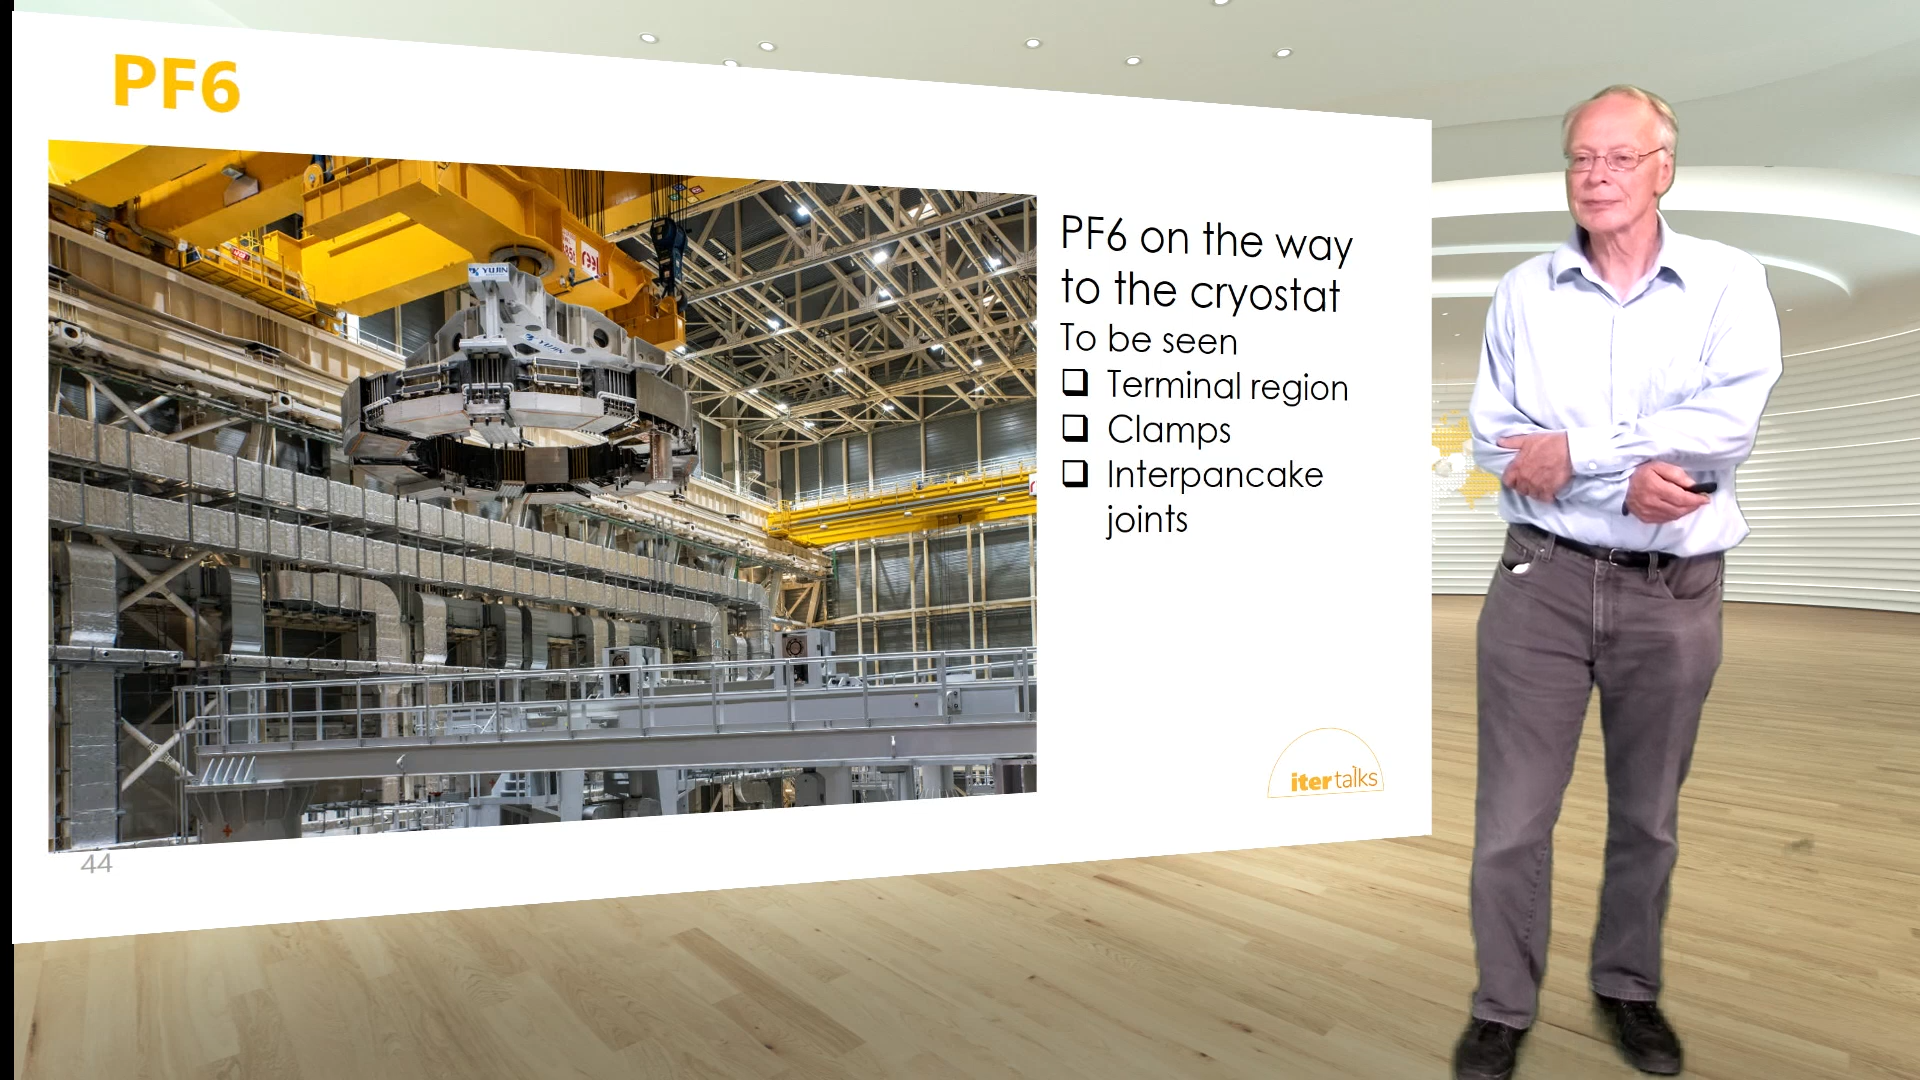 PF6
YUJIN
YUJIN
PF6 on the way
to the cryostat
To be seen
Terminal region
Clamps
Interpancake
joints
iter talks
44